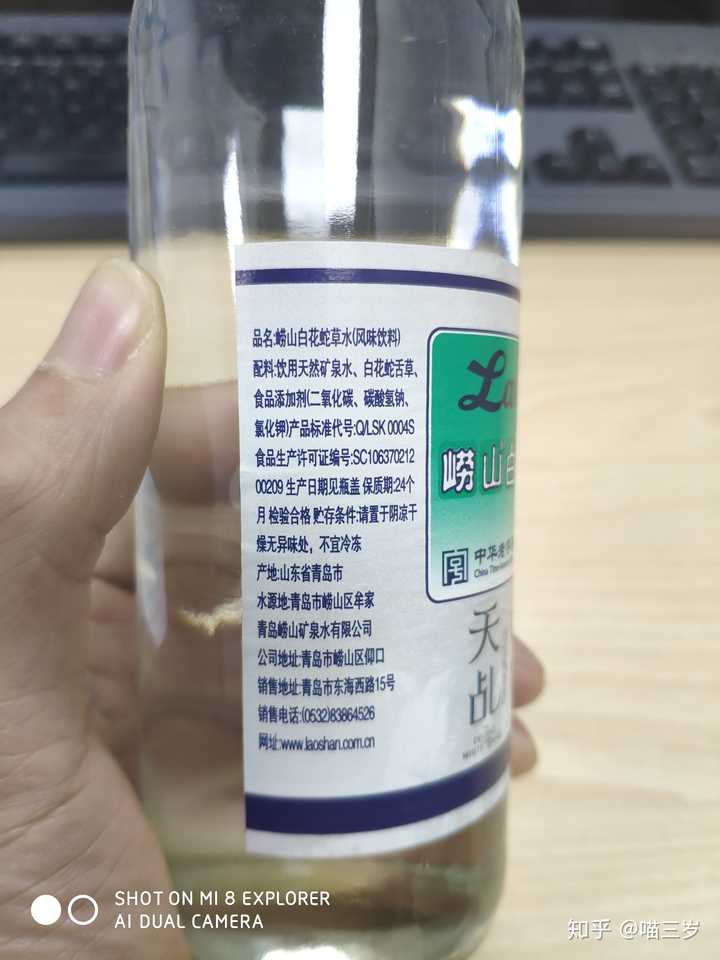 品名:崂山白花蛇草水(风味饮料)
配料:饮用天然矿泉水、白花蛇舌草、
食品添加剂(二氧化碳、碳酸氢钠、
氯化钾)产品标准代号:Q/LSK 0004S
食品生产许可证编号:SC106370212
00209 生产日期见瓶盖 保质期:24个
月 检验合格 贮存条件:请置于阴凉干
燥无异味处，不宜冷冻
产地:山东省青岛市
水源地:青岛市崂山区牟家
青岛崂山矿泉水有限公司
公司地址:青岛市崂山区仰口
销售地址:青岛市东海西路15号
销售电话:(0532)83864526
网址:www.laoshan.com.cn
La
崂山白
中华老
China Time
天
SHOT ON MI 8 EXPLORER
AI DUAL CAMERA
知乎 @喵三岁